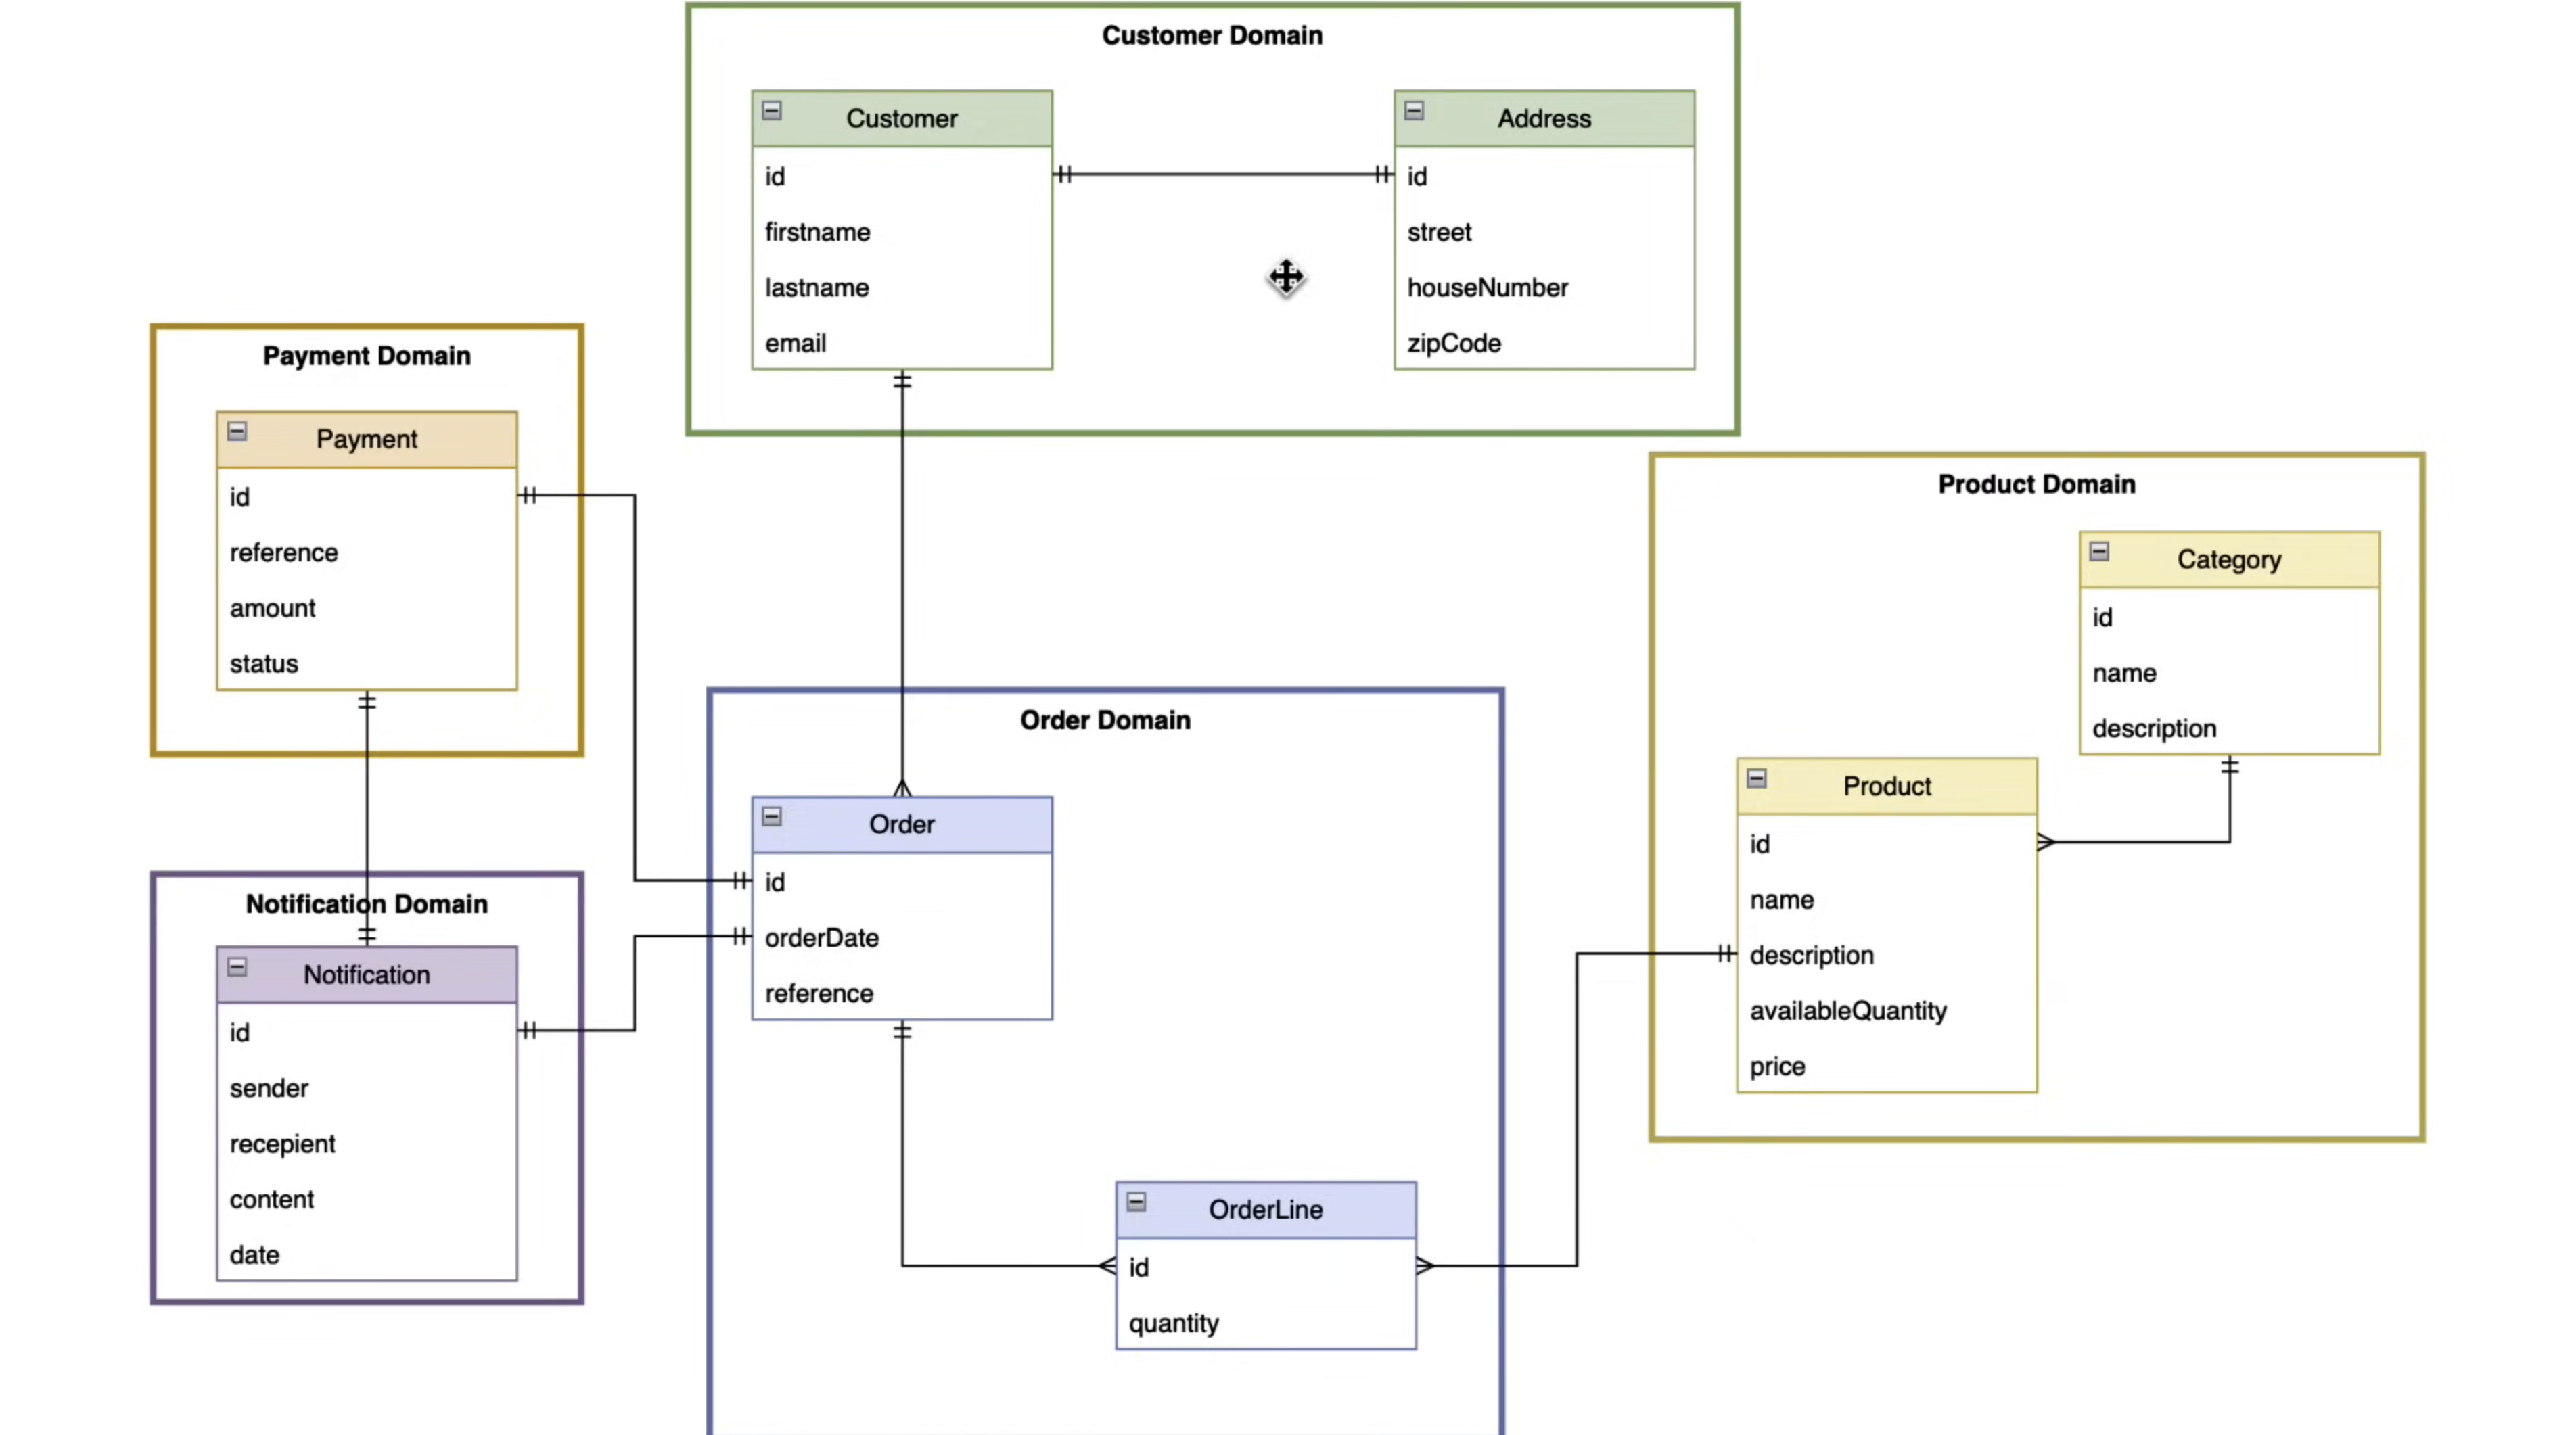 Customer Domain
Customer
id
firstname
lastname
email
Address
id
street
houseNumber
zipCode
Payment Domain
Payment
id
reference
amount
status
Notification Domain
Notification
id
sender
recepient
content
date
Order Domain
Order
id
orderDate
reference
OrderLine
id
quantity
Product Domain
Category
id
name
description
Product
id
name
description
availableQuantity
price